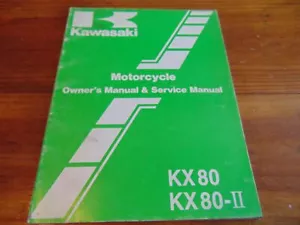 Kawasaki
Motorcycle
Owner's Manual & Service Manual
KX80
KX80-II